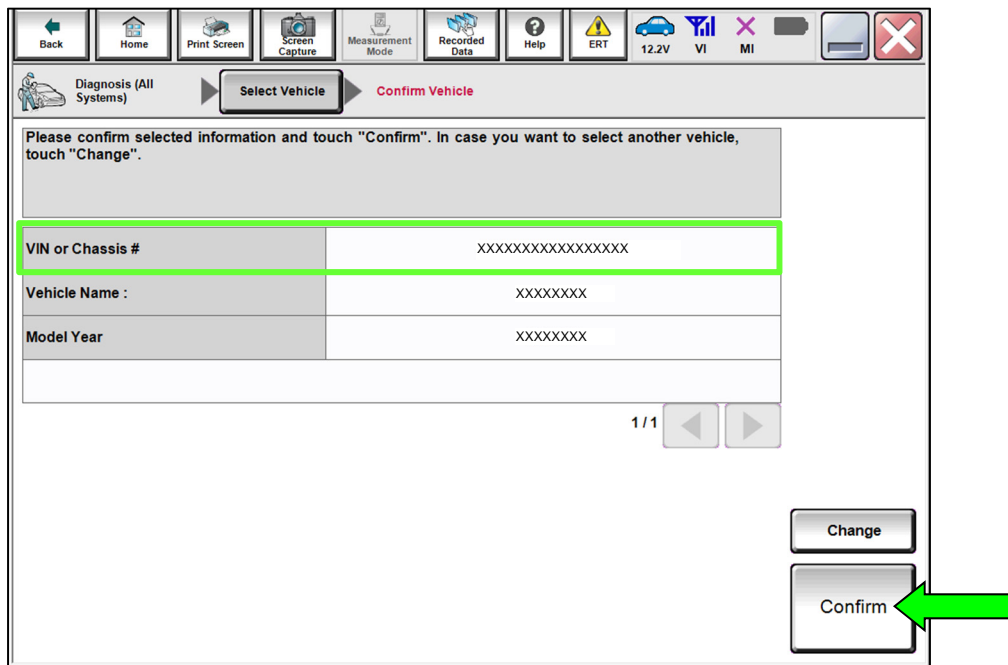 Back
Home
Print Screen
Screen
Capture
Measurement
Mode
Recorded
Data
Help
ERT
12.2V
VI
MI
Diagnosis (All
Systems)
Select Vehicle
Confirm Vehicle
Please confirm selected information and touch "Confirm". In case you want to select another vehicle,
touch "Change".
VIN or Chassis #
XXXXXXXXXXXXXXXXX
Vehicle Name :
XXXXXXXX
Model Year
XXXXXXXX
1 / 1
Change
Confirm